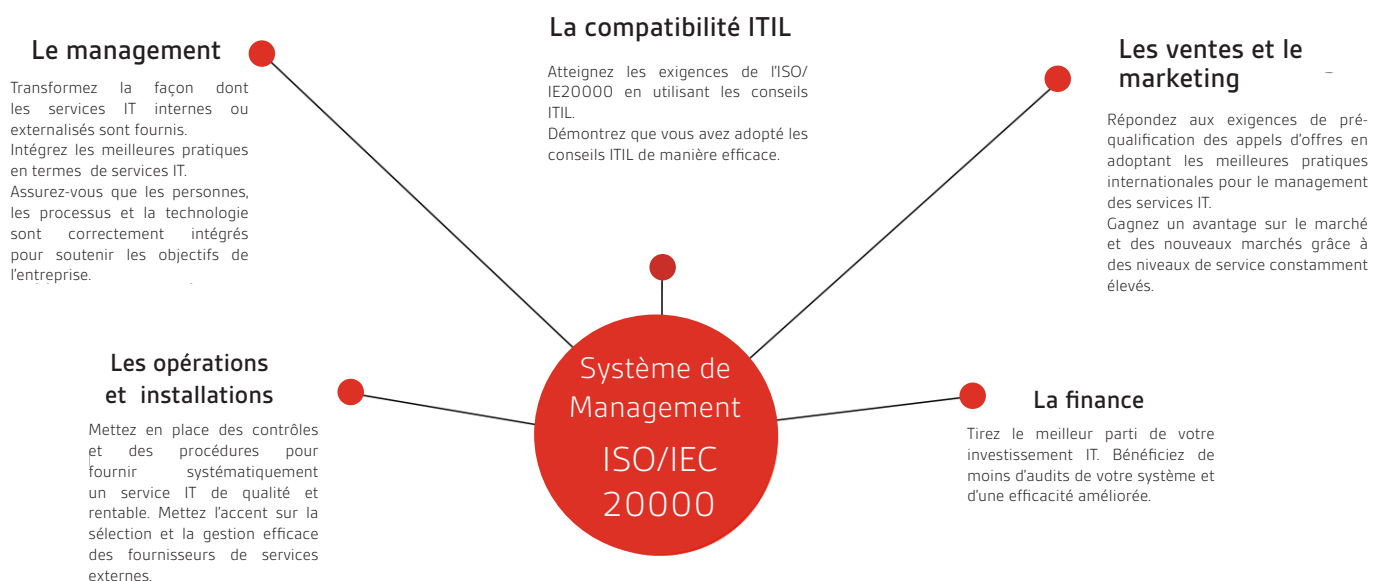 Le management
Transformez la façon dont
les services IT internes ou
externalisés sont fournis.
Intégrez les meilleures pratiques
en termes de services IT.
Assurez-vous que les personnes,
les processus et la technologie
sont correctement intégrés
pour soutenir les objectifs de
l'entreprise.
La compatibilité ITIL
Atteignez les exigences de l'ISO/
IE20000 en utilisant les conseils
ITIL.
Démontrez que vous avez adopté les
conseils ITIL de manière efficace.
Les ventes et le
marketing
Répondez aux exigences de pré-
qualification des appels d'offres en
adoptant les meilleures pratiques
internationales pour le management
des services IT.
Gagnez un avantage sur le marché
et des nouveaux marchés grâce à
des niveaux de service constamment
élevés.
Les opérations
et installations
Mettez en place des contrôles
et des procédures pour
fournir systématiquement
un service IT de qualité et
rentable. Mettez l'accent sur la
sélection et la gestion efficace
des fournisseurs de services
externes.
Système de
Management
ISO/IEC
20000
La finance
Tirez le meilleur parti de votre
investissement IT. Bénéficiez de
moins d'audits de votre système et
d'une efficacité améliorée.